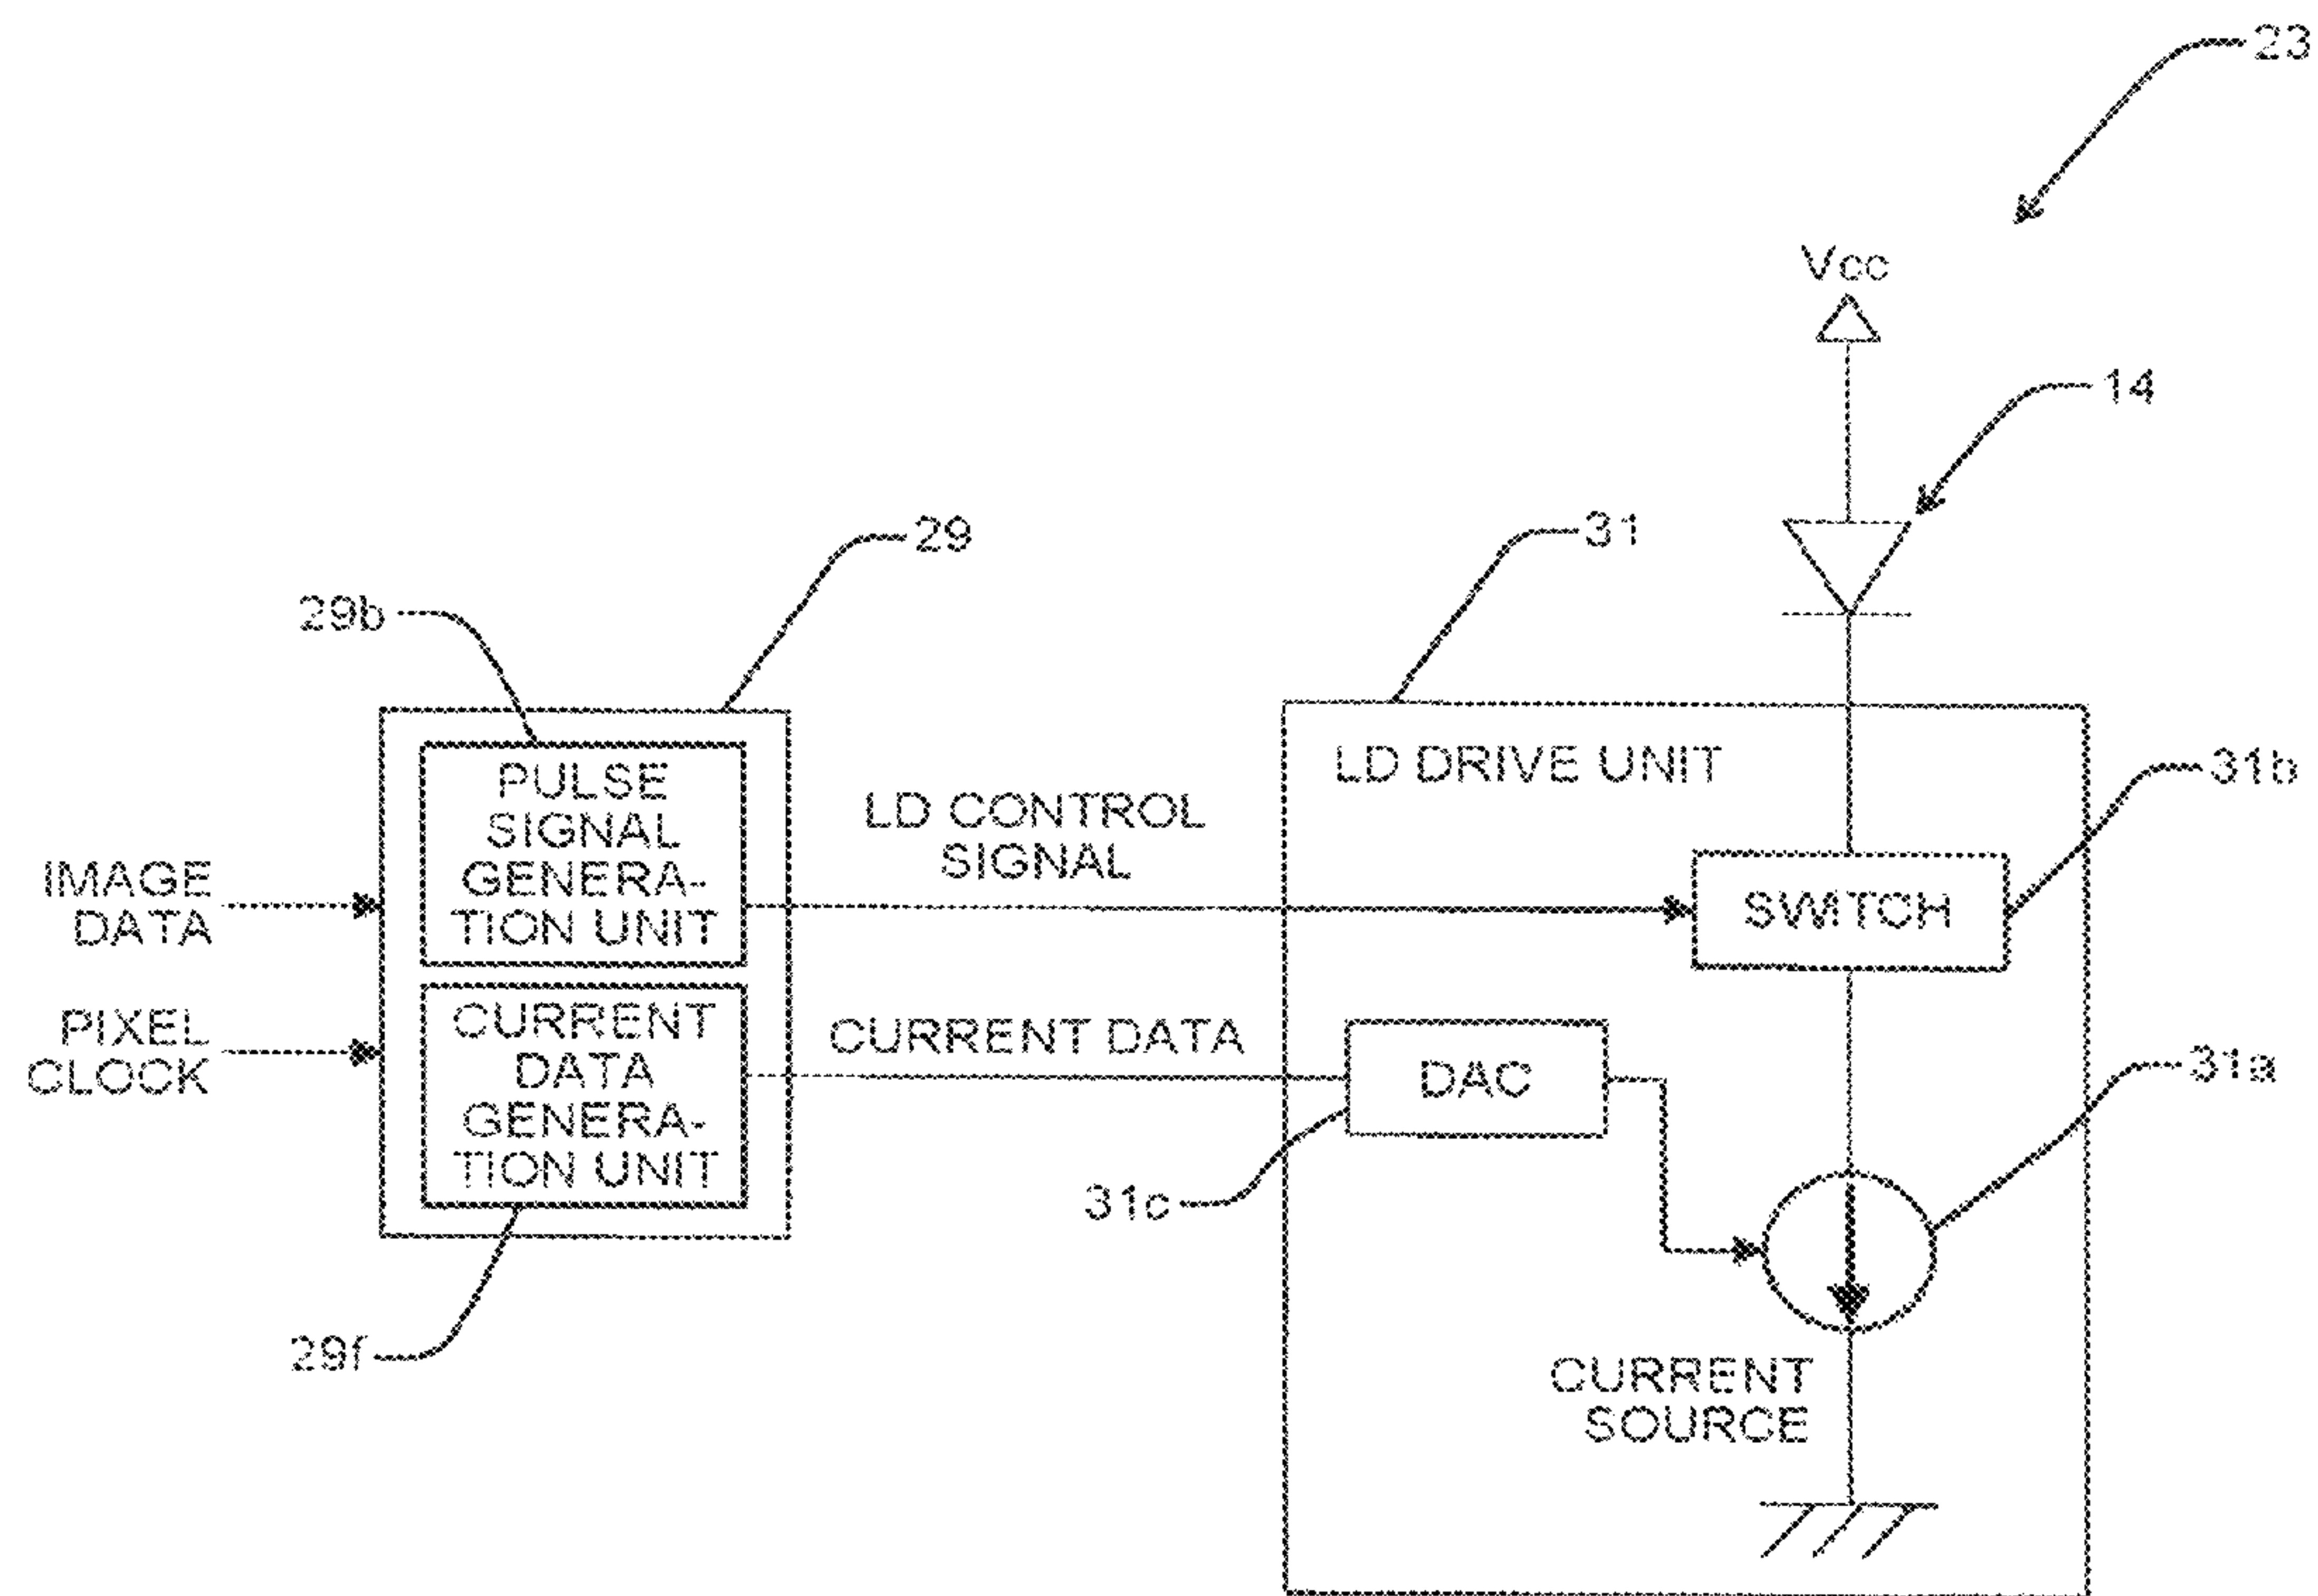 23
Vcc
14
29
31
29b
PULSE
SIGNAL
GENERA-
TION UNIT
LD DRIVE UNIT
31b
LD CONTROL
SIGNAL
IMAGE
DATA
SWITCH
PIXEL
CLOCK
CURRENT
DATA
GENERA-
TION UNIT
CURRENT DATA
DAC
31a
31c
29f
CURRENT
SOURCE